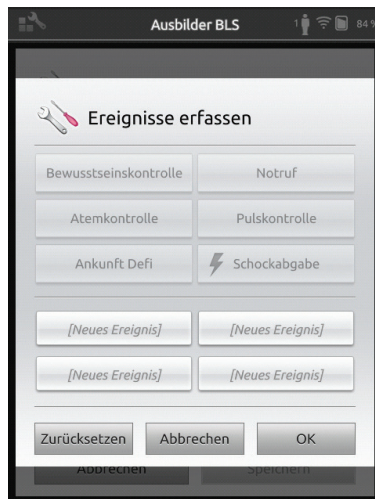 Ausbilder BLS 1 84 %
Ereignisse erfassen
Bewusstseinskontrolle Notruf
Atemkontrolle Pulskontrolle
Ankunft Defi Schockabgabe
[Neues Ereignis] [Neues Ereignis]
[Neues Ereignis] [Neues Ereignis]
Zurücksetzen Abbrechen OK
Abbrechen Speichern